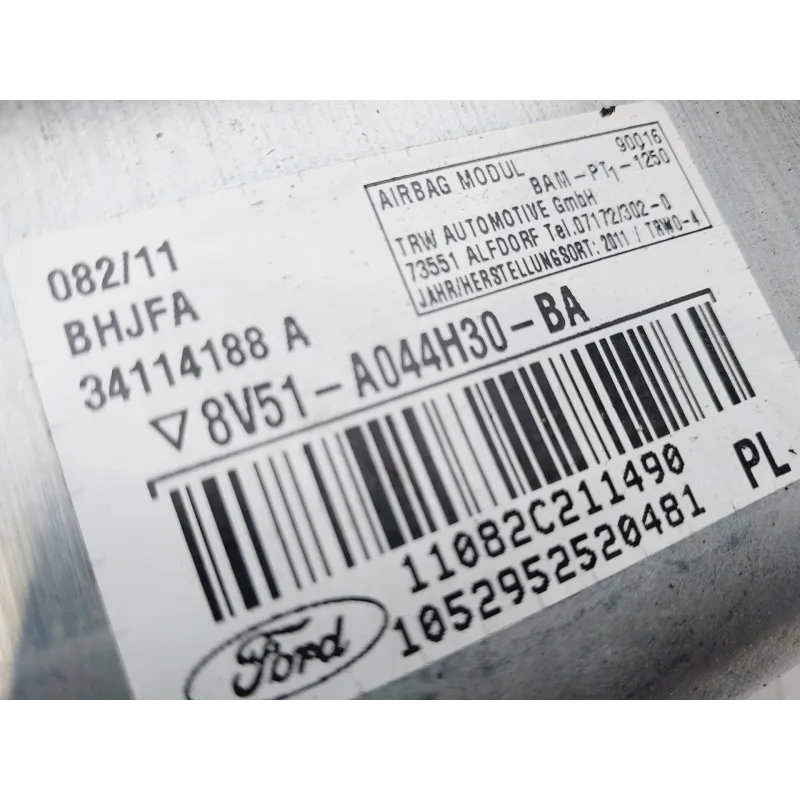 90016
AIRBAG MODUL BAM-PT1-1250
TRW AUTOMOTIVE GmbH
73551 ALFDORF Tel.07172/302-0
JAHR/HERSTELLUNGSORT: 2011 / TRWO-4
082/11
BHJFA
34114188 A
▽8V51-A044H30-BA
11082C211490
1052952520481
PL
Ford